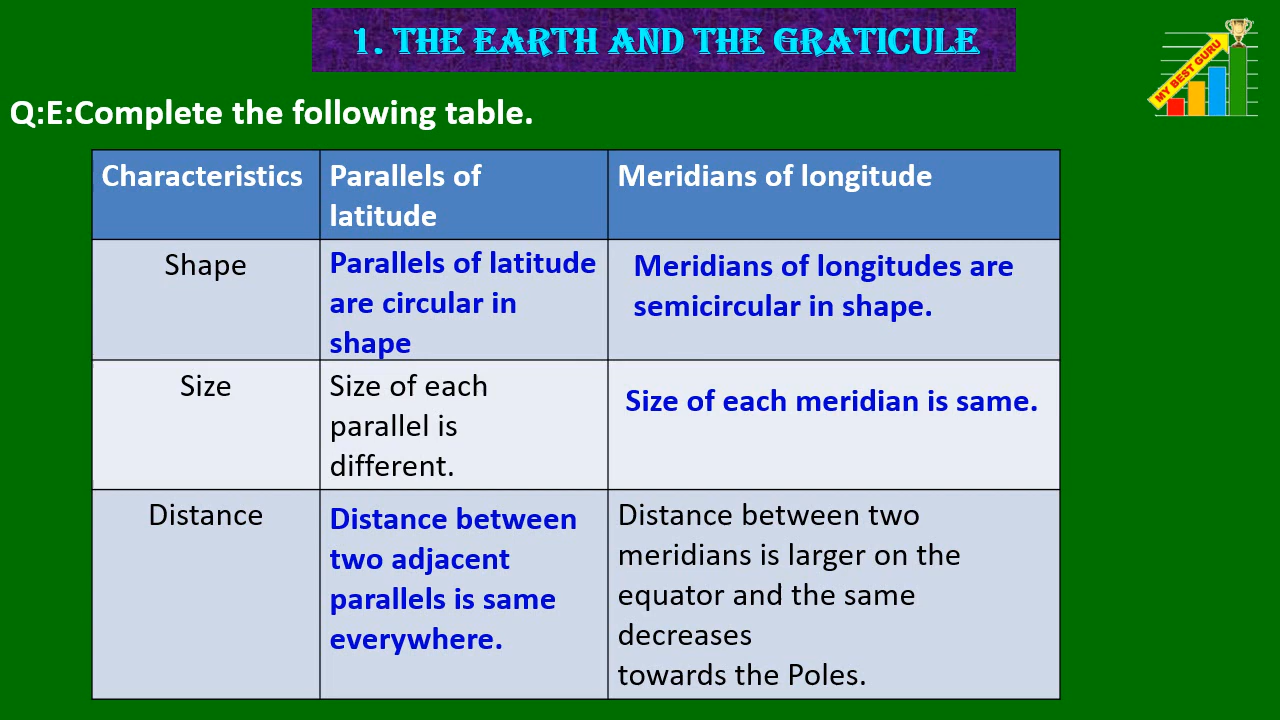 1. THE EARTH AND THE GRATICULE
MY BEST GURU
Q:E:Complete the following table.
Characteristics
Parallels of
latitude
Meridians of longitude
Shape
Parallels of latitude
are circular in
shape
Meridians of longitudes are
semicircular in shape.
Size
Size of each
parallel is
different.
Size of each meridian is same.
Distance
Distance between
two adjacent
parallels is same
everywhere.
Distance between two
meridians is larger on the
equator and the same
decreases
towards the Poles.